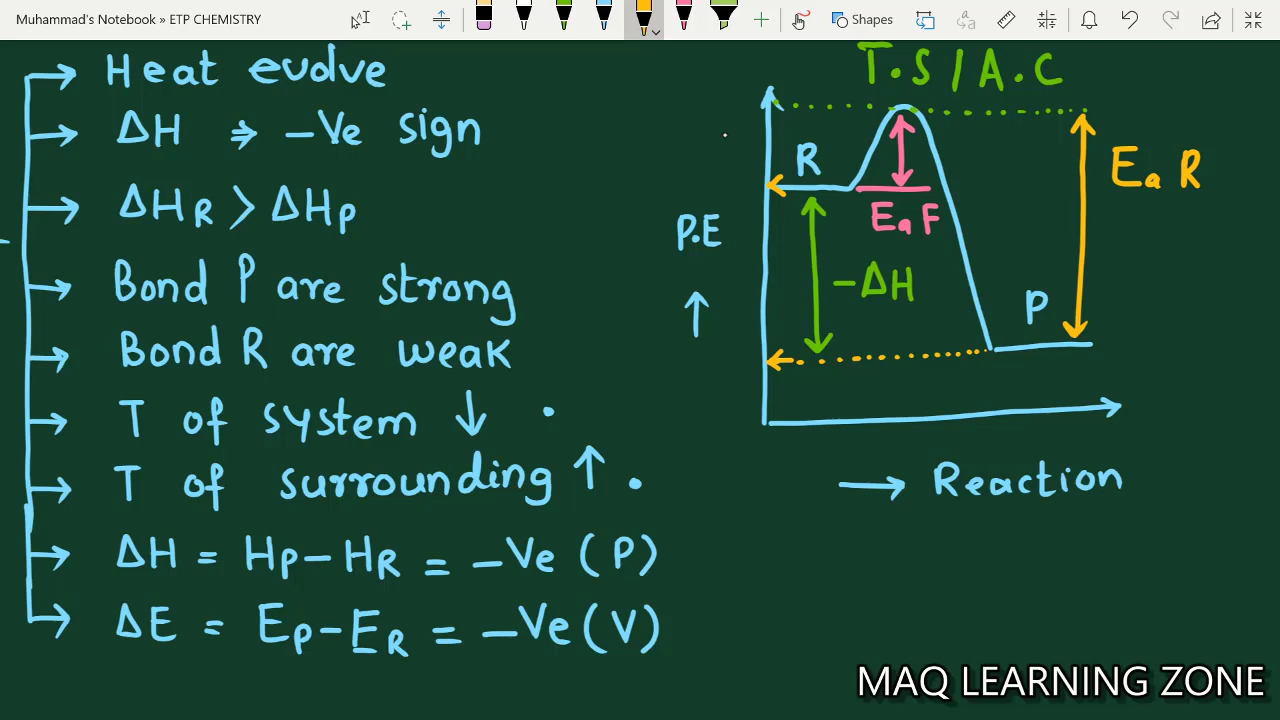 Muhammad's Notebook » ETP CHEMISTRY
Shapes
Heat evolve
ΔH ⇒ -Ve sign
ΔHR > ΔHP
Bond P are strong
Bond R are weak
T of system ↓ .
T of surrounding ↑ .
ΔH = HP - HR = -Ve (P)
ΔE = EP - ER = -Ve (V)
T.S / A.C
R
Ea R
Ea F
P.E ↑
-ΔH
P
→ Reaction
MAQ LEARNING ZONE